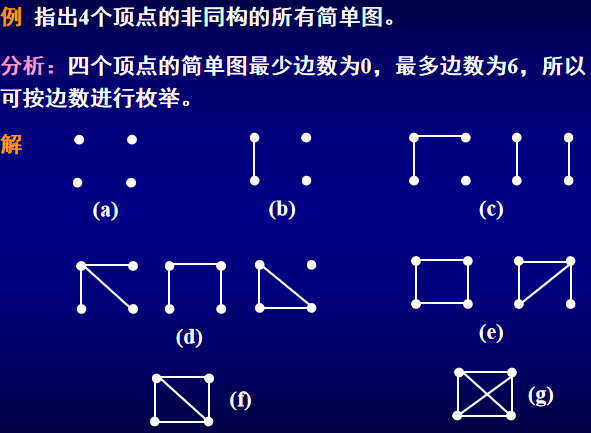 例 指出4个顶点的非同构的所有简单图。
分析：四个顶点的简单图最少边数为0，最多边数为6，所以
可按边数进行枚举。
解
(a)
(b)
(c)
(d)
(e)
(f)
(g)